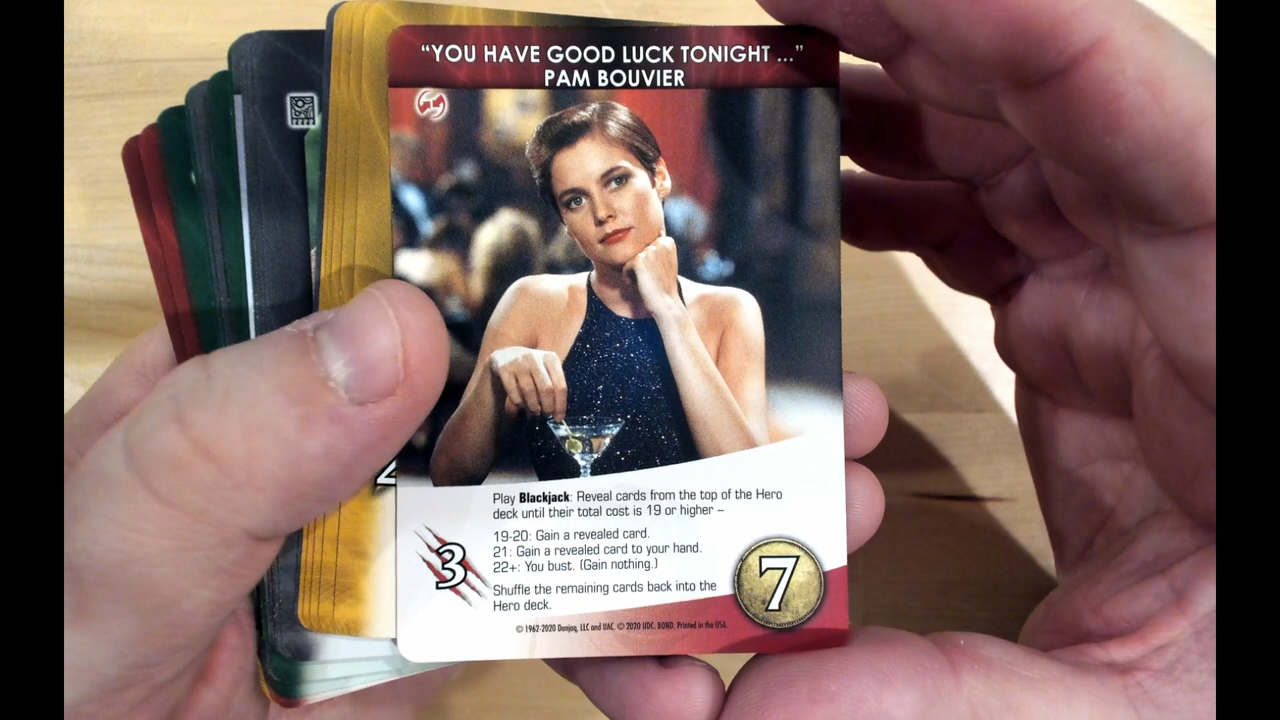 “YOU HAVE GOOD LUCK TONIGHT ...”
PAM BOUVIER
Play Blackjack: Reveal cards from the top of the Hero
deck until their total cost is 19 or higher –
19-20: Gain a revealed card.
21: Gain a revealed card to your hand.
22+: You bust. (Gain nothing.)
Shuffle the remaining cards back into the
Hero deck.
3
7
2
© 1962-2020 Danjaq, LLC and UAC. © 2020 UDC. BOND. Printed in the USA.